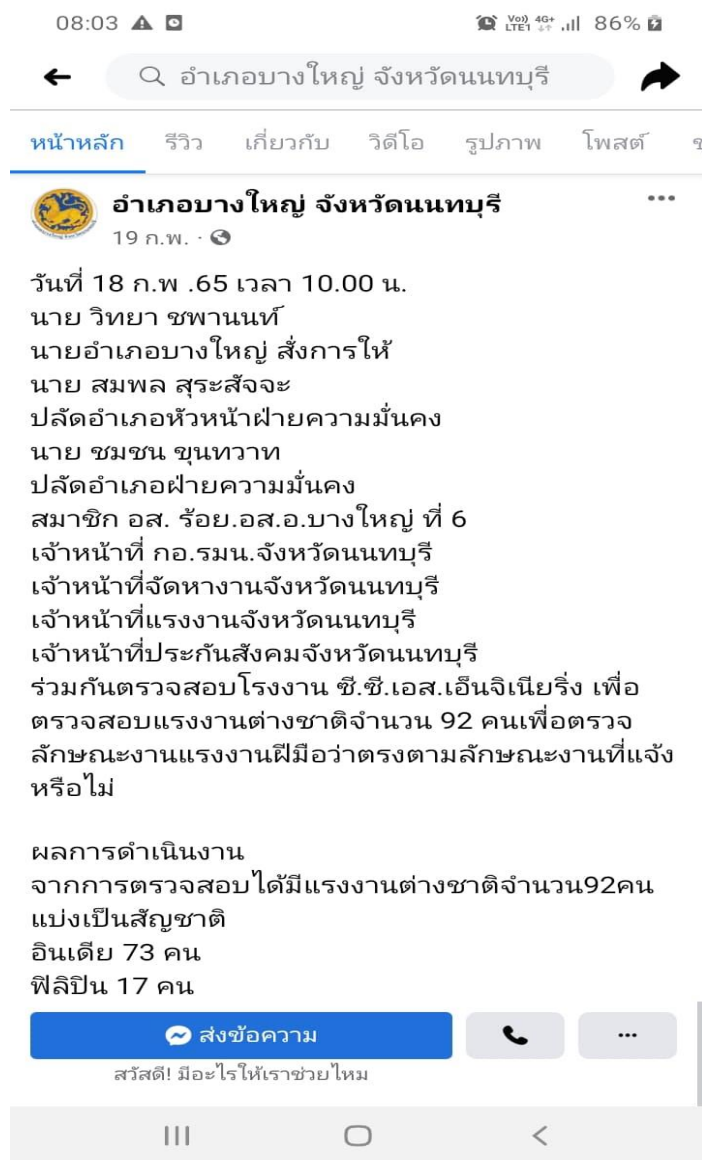 08:03
Vo)) LTE1 4G+ 86%
อำเภอบางใหญ่ จังหวัดนนทบุรี
หน้าหลัก รีวิว เกี่ยวกับ วิดีโอ รูปภาพ โพสต์
อำเภอบางใหญ่ จังหวัดนนทบุรี
19 ก.พ. ·
วันที่ 18 ก.พ .65 เวลา 10.00 น.
นาย วิทยา ชพานนท์
นายอำเภอบางใหญ่ สั่งการให้
นาย สมพล สุระสัจจะ
ปลัดอำเภอหัวหน้าฝ่ายความมั่นคง
นาย ชมชน ขุนทวาท
ปลัดอำเภอฝ่ายความมั่นคง
สมาชิก อส. ร้อย.อส.อ.บางใหญ่ ที่ 6
เจ้าหน้าที่ กอ.รมน.จังหวัดนนทบุรี
เจ้าหน้าที่จัดหางานจังหวัดนนทบุรี
เจ้าหน้าที่แรงงานจังหวัดนนทบุรี
เจ้าหน้าที่ประกันสังคมจังหวัดนนทบุรี
ร่วมกันตรวจสอบโรงงาน ซี.ซี.เอส.เอ็นจิเนียริ่ง เพื่อ
ตรวจสอบแรงงานต่างชาติจำนวน 92 คนเพื่อตรวจ
ลักษณะงานแรงงานฝีมือว่าตรงตามลักษณะงานที่แจ้ง
หรือไม่
ผลการดำเนินงาน
จากการตรวจสอบได้มีแรงงานต่างชาติจำนวน92คน
แบ่งเป็นสัญชาติ
อินเดีย 73 คน
ฟิลิปิน 17 คน
ส่งข้อความ
สวัสดี! มีอะไรให้เราช่วยไหม